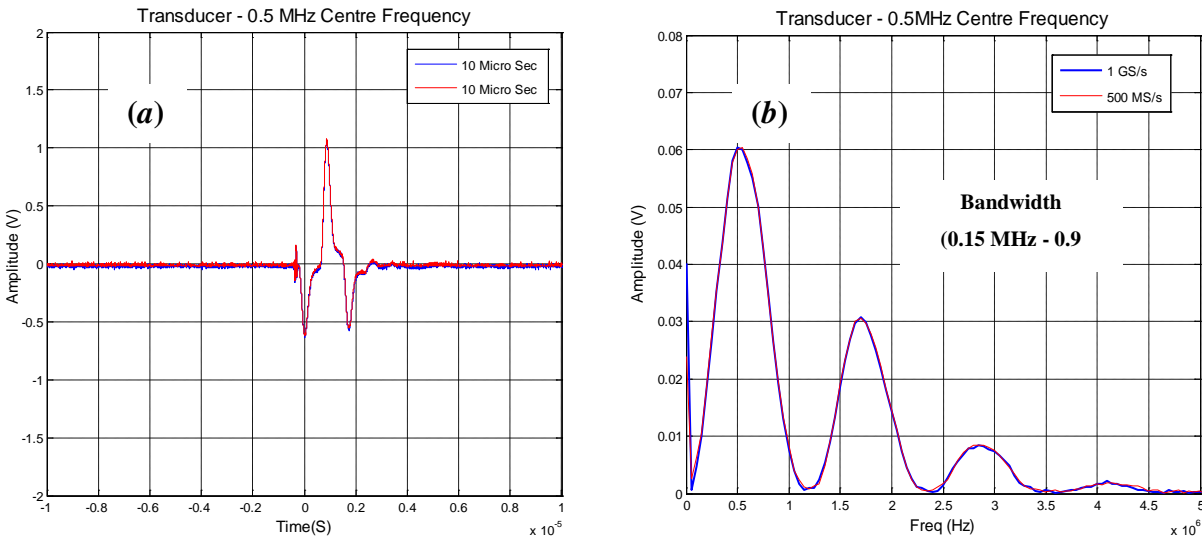 Transducer - 0.5 MHz Centre Frequency
2
1.5
1
0.5
0
-0.5
-1
-1.5
-2
Amplitude (V)
(a)
10 Micro Sec
10 Micro Sec
-1 -0.8 -0.6 -0.4 -0.2 0 0.2 0.4 0.6 0.8 1
x 10-5
Time(S)
Transducer - 0.5MHz Centre Frequency
0.08
0.07
0.06
0.05
0.04
0.03
0.02
0.01
0
Amplitude (V)
(b)
1 GS/s
500 MS/s
Bandwidth
(0.15 MHz - 0.9
0 0.5 1 1.5 2 2.5 3 3.5 4 4.5 5
x 106
Freq (Hz)